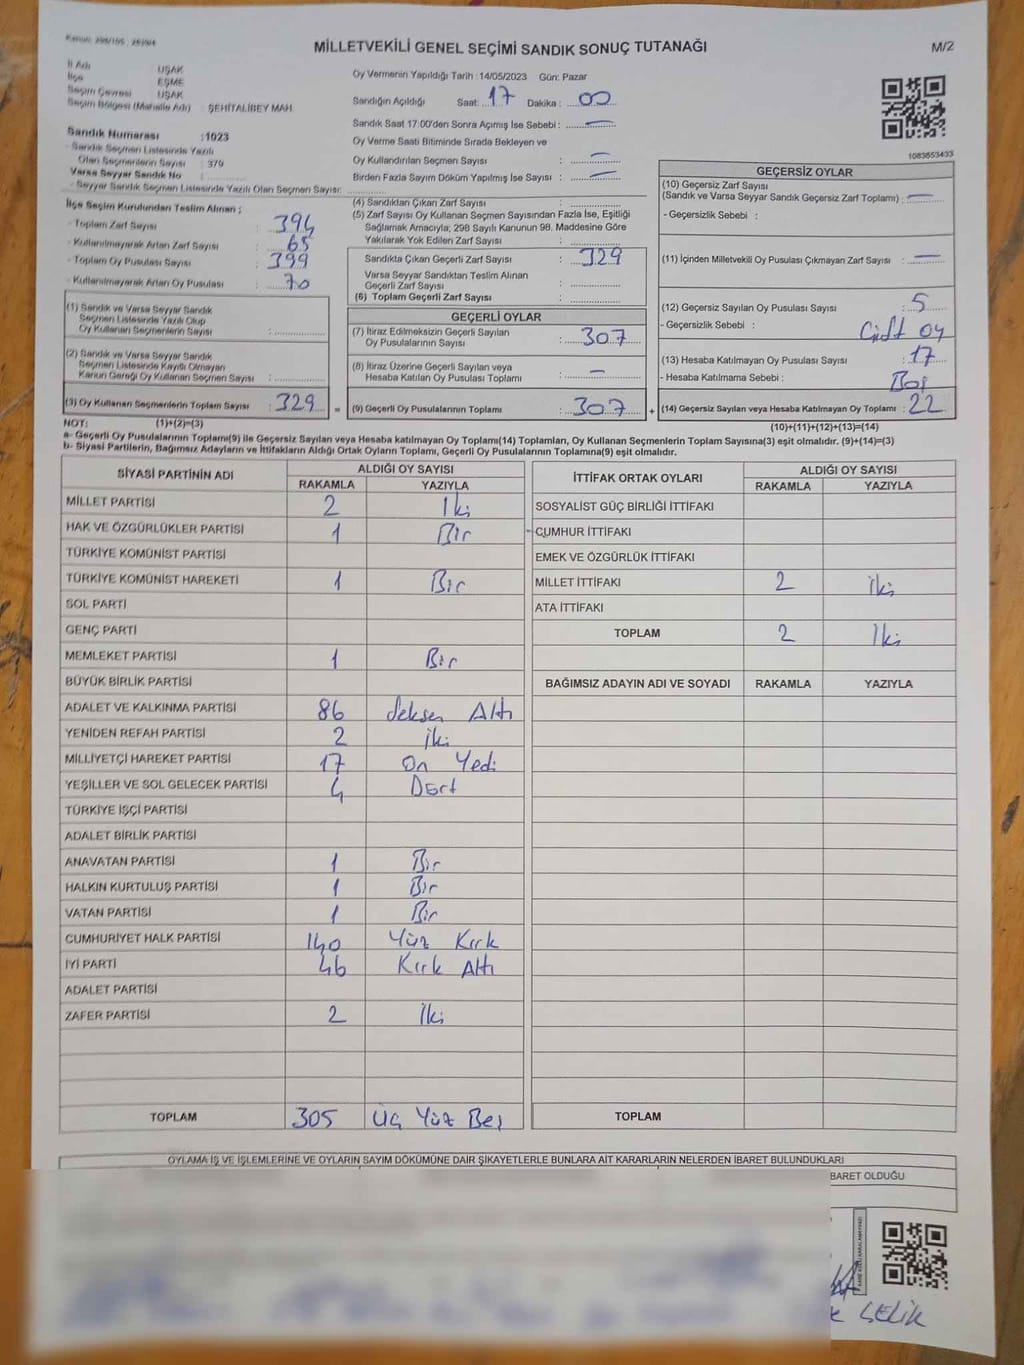 MİLLETVEKİLİ GENEL SEÇİMİ SANDIK SONUÇ TUTANAĞI
M/2
İl Adı UŞAK
İlçe EŞME
Seçim Çevresi UŞAK
Seçim Bölgesi (Mahalle Adı) ŞEHİTALİBEY MAH.
Sandık Numarası :1023
- Sandık Seçmen Listesinde Yazılı
Olan Seçmenlerin Sayısı : 379
Varsa Seyyar Sandık No :
- Seyyar Sandık Seçmen Listesinde Yazılı Olan Seçmen Sayısı:
İlçe Seçim Kurulundan Teslim Alınan ;
- Toplam Zarf Sayısı : 394
- Kullanılmayarak Artan Zarf Sayısı : 65
- Toplam Oy Pusulası Sayısı : 399
- Kullanılmayarak Artan Oy Pusulası : 70
(1) Sandık ve Varsa Seyyar Sandık
Seçmen Listesinde Yazılı Olup
Oy Kullanan Seçmenlerin Sayısı :
(2) Sandık ve Varsa Seyyar Sandık
Seçmen Listesinde Kayıtlı Olmayan
Kanun Gereği Oy Kullanan Seçmen Sayısı :
(3) Oy Kullanan Seçmenlerin Toplam Sayısı : 329
Oy Vermenin Yapıldığı Tarih :14/05/2023 Gün: Pazar
Sandığın Açıldığı Saat: 17 Dakika : 00
Sandık Saat 17:00'den Sonra Açımış İse Sebebi : —
Oy Verme Saati Bitiminde Sırada Bekleyen ve
Oy Kullandırılan Seçmen Sayısı : —
Birden Fazla Sayım Döküm Yapılmış İse Sayısı : —
(4) Sandıktan Çıkan Zarf Sayısı :
(5) Zarf Sayısı Oy Kullanan Seçmen Sayısından Fazla İse, Eşitliği
Sağlamak Amacıyla; 298 Sayılı Kanunun 98. Maddesine Göre
Yakılarak Yok Edilen Zarf Sayısı :
Sandıkta Çıkan Geçerli Zarf Sayısı : 329
Varsa Seyyar Sandıktan Teslim Alınan
Geçerli Zarf Sayısı :
(6) Toplam Geçerli Zarf Sayısı :
GEÇERLİ OYLAR
(7) İtiraz Edilmeksizin Geçerli Sayılan
Oy Pusulalarının Sayısı : 307
(8) İtiraz Üzerine Geçerli Sayılan veya
Hesaba Katılan Oy Pusulası Toplamı : —
= (9) Geçerli Oy Pusulalarının Toplamı : 307 +
1083853433
GEÇERSİZ OYLAR
(10) Geçersiz Zarf Sayısı
(Sandık ve Varsa Seyyar Sandık Geçersiz Zarf Toplamı) : —
- Geçersizlik Sebebi :
(11) İçinden Milletvekili Oy Pusulası Çıkmayan Zarf Sayısı : —
(12) Geçersiz Sayılan Oy Pusulası Sayısı : 5
- Geçersizlik Sebebi : Çift oy
(13) Hesaba Katılmayan Oy Pusulası Sayısı : 17
- Hesaba Katılmama Sebebi : Boş
(14) Geçersiz Sayılan veya Hesaba Katılmayan Oy Toplamı : 22
NOT: (1)+(2)=(3) (10)+(11)+(12)+(13)=(14)
a- Geçerli Oy Pusulalarının Toplamı(9) ile Geçersiz Sayılan veya Hesaba katılmayan Oy Toplamı(14) Toplamları, Oy Kullanan Seçmenlerin Toplam Sayısına(3) eşit olmalıdır. (9)+(14)=(3)
b- Siyasi Partilerin, Bağımsız Adayların ve İttifakların Aldığı Ortak Oyların Toplamı, Geçerli Oy Pusulalarının Toplamına(9) eşit olmalıdır.
SİYASİ PARTİNİN ADI ALDIĞI OY SAYISI
RAKAMLA YAZIYLA
MİLLET PARTİSİ 2 İki
HAK VE ÖZGÜRLÜKLER PARTİSİ 1 Bir
TÜRKİYE KOMÜNİST PARTİSİ
TÜRKİYE KOMÜNİST HAREKETİ 1 Bir
SOL PARTİ
GENÇ PARTİ
MEMLEKET PARTİSİ 1 Bir
BÜYÜK BİRLİK PARTİSİ
ADALET VE KALKINMA PARTİSİ 86 Seksen Altı
YENİDEN REFAH PARTİSİ 2 İki
MİLLİYETÇİ HAREKET PARTİSİ 17 On Yedi
YEŞİLLER VE SOL GELECEK PARTİSİ 4 Dört
TÜRKİYE İŞÇİ PARTİSİ
ADALET BİRLİK PARTİSİ
ANAVATAN PARTİSİ 1 Bir
HALKIN KURTULUŞ PARTİSİ 1 Bir
VATAN PARTİSİ 1 Bir
CUMHURİYET HALK PARTİSİ 140 Yüz Kırk
İYİ PARTİ 46 Kırk Altı
ADALET PARTİSİ
ZAFER PARTİSİ 2 İki
TOPLAM 305 Üç Yüz Beş
İTTİFAK ORTAK OYLARI ALDIĞI OY SAYISI
RAKAMLA YAZIYLA
SOSYALİST GÜÇ BİRLİĞİ İTTİFAKI
CUMHUR İTTİFAKI
EMEK VE ÖZGÜRLÜK İTTİFAKI
MİLLET İTTİFAKI 2 İki
ATA İTTİFAKI
TOPLAM 2 İki
BAĞIMSIZ ADAYIN ADI VE SOYADI RAKAMLA YAZIYLA
TOPLAM
OYLAMA İŞ VE İŞLEMLERİNE VE OYLARIN SAYIM DÖKÜMÜNE DAİR ŞİKAYETLERLE BUNLARA AİT KARARLARIN NELERDEN İBARET BULUNDUKLARI
BARET OLDUĞU